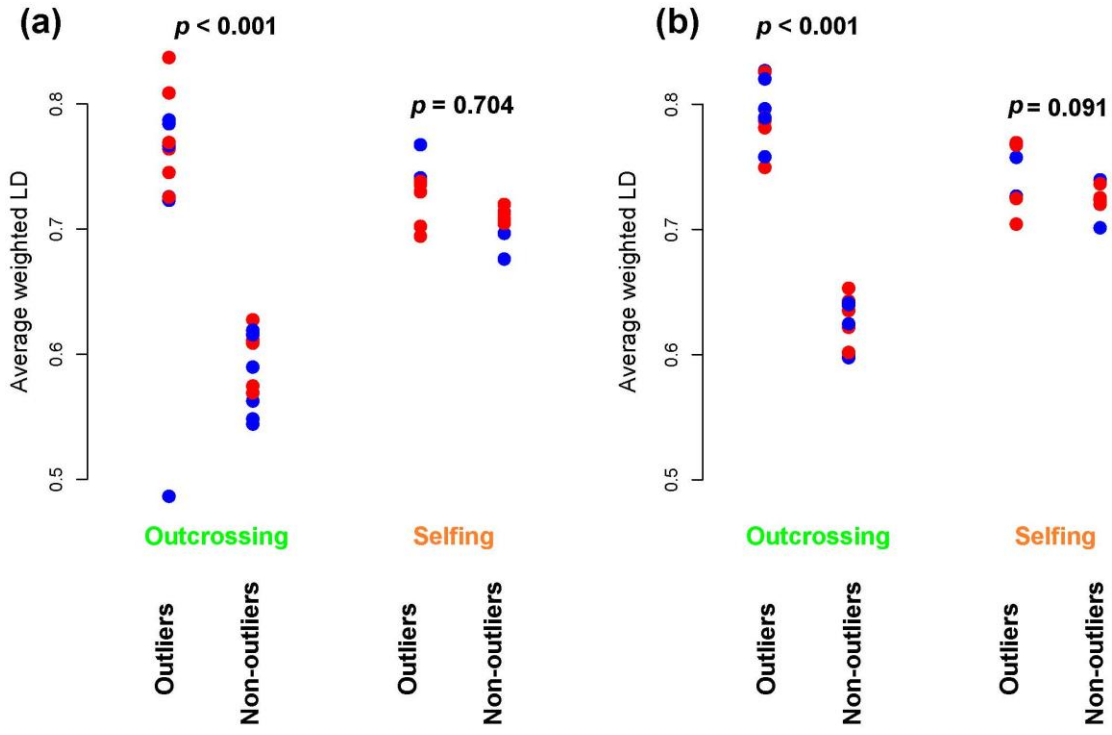 (a)
p < 0.001
p = 0.704
Average weighted LD
0.8
0.7
0.6
0.5
Outcrossing
Selfing
Outliers
Non-outliers
Outliers
Non-outliers
(b)
p < 0.001
p = 0.091
Average weighted LD
0.8
0.7
0.6
0.5
Outcrossing
Selfing
Outliers
Non-outliers
Outliers
Non-outliers